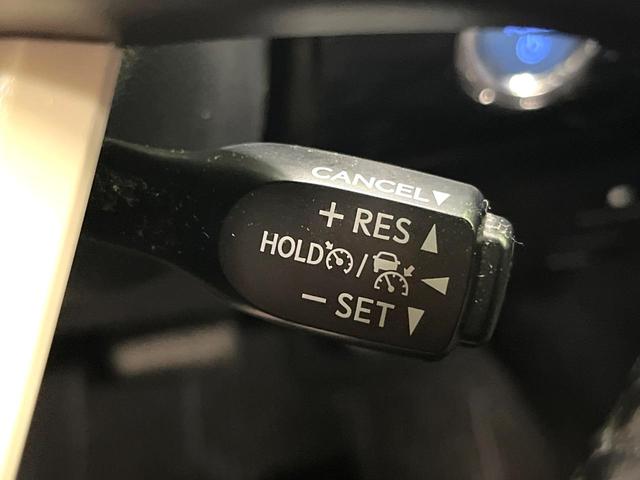 CANCEL
+ RES
HOLD /
− SET